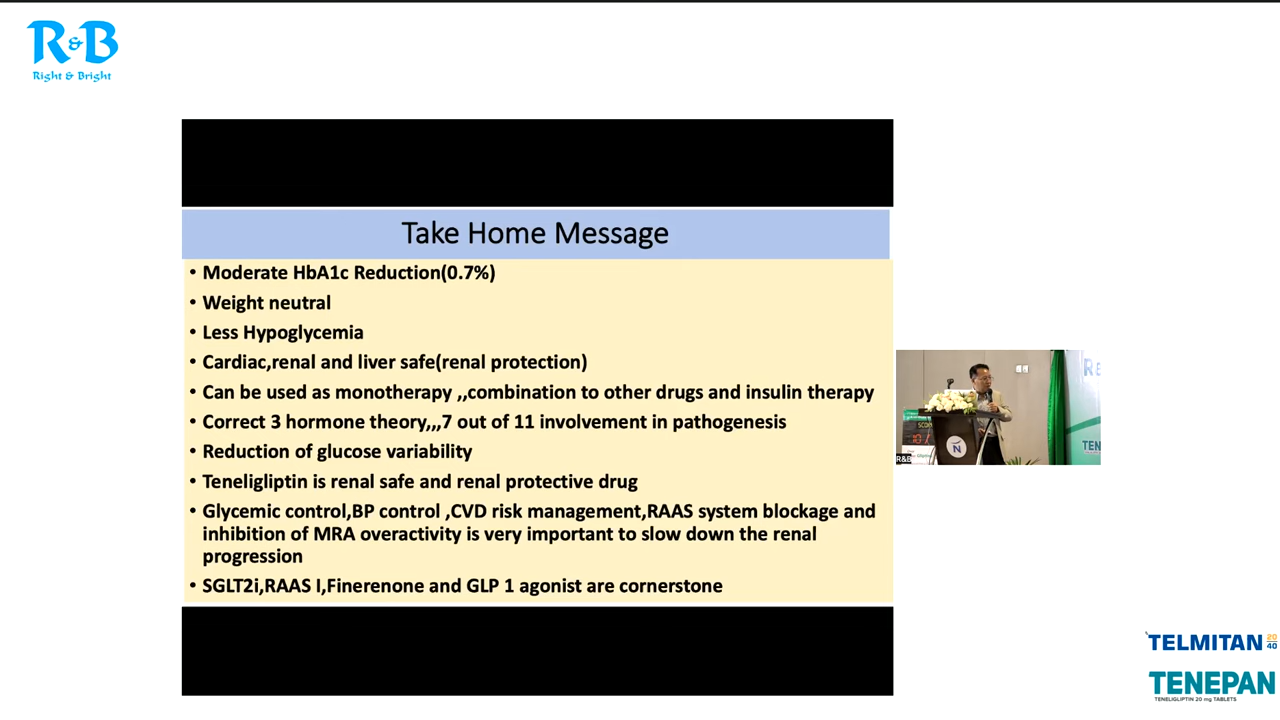 R&B
Right & Bright
Take Home Message
• Moderate HbA1c Reduction(0.7%)
• Weight neutral
• Less Hypoglycemia
• Cardiac,renal and liver safe(renal protection)
• Can be used as monotherapy ,,combination to other drugs and insulin therapy
• Correct 3 hormone theory,,,7 out of 11 involvement in pathogenesis
• Reduction of glucose variability
• Teneligliptin is renal safe and renal protective drug
• Glycemic control,BP control ,CVD risk management,RAAS system blockage and
inhibition of MRA overactivity is very important to slow down the renal
progression
• SGLT2i,RAAS I,Finerenone and GLP 1 agonist are cornerstone
R&B
N
TEN
TELMITAN 20
40
TENEPAN
TENELIGLIPTIN 20 mg TABLETS